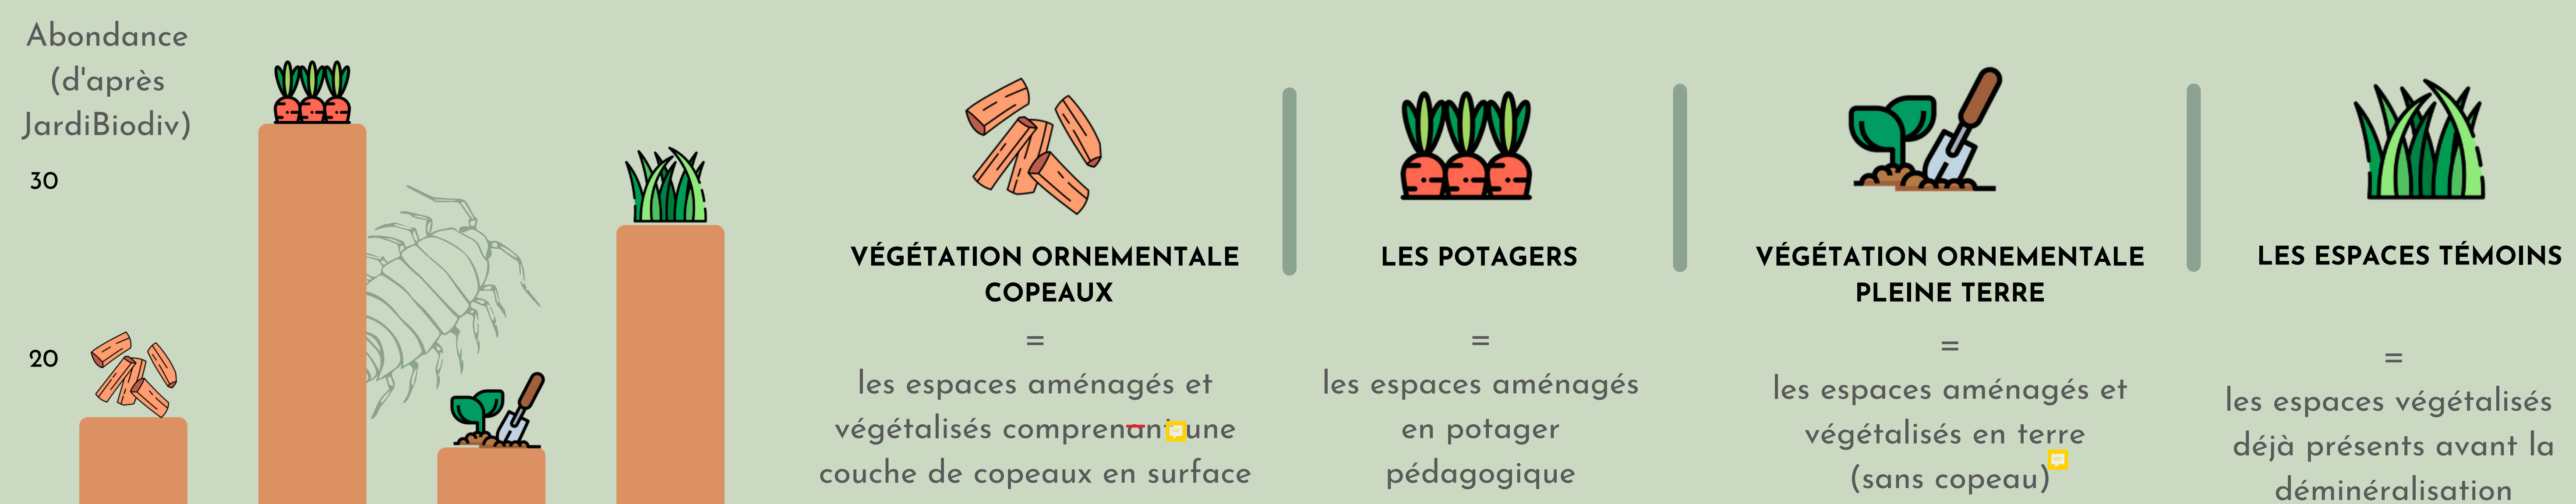 Abondance
(d'après
JardiBiodiv)
30
20
VÉGÉTATION ORNEMENTALE
COPEAUX
=
les espaces aménagés et
végétalisés comprenant une
couche de copeaux en surface
LES POTAGERS
=
les espaces aménagés
en potager
pédagogique
VÉGÉTATION ORNEMENTALE
PLEINE TERRE
=
les espaces aménagés et
végétalisés en terre
(sans copeau)
LES ESPACES TÉMOINS
=
les espaces végétalisés
déjà présents avant la
déminéralisation